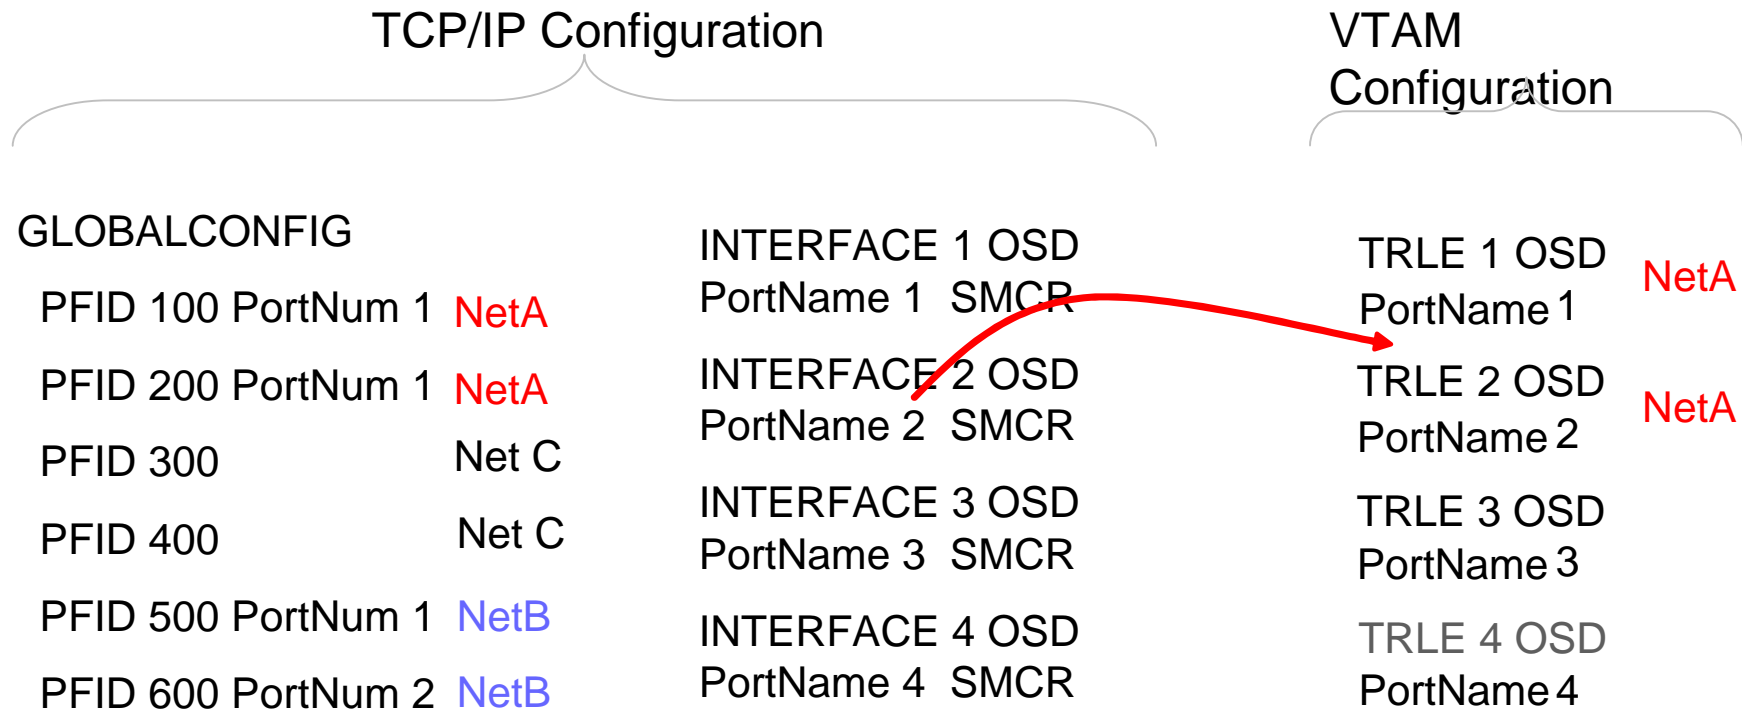 TCP/IP Configuration
VTAM
Configuration
GLOBALCONFIG
PFID 100 PortNum 1 NetA
PFID 200 PortNum 1 NetA
PFID 300 Net C
PFID 400 Net C
PFID 500 PortNum 1 NetB
PFID 600 PortNum 2 NetB
INTERFACE 1 OSD
PortName 1 SMCR
INTERFACE 2 OSD
PortName 2 SMCR
INTERFACE 3 OSD
PortName 3 SMCR
INTERFACE 4 OSD
PortName 4 SMCR
TRLE 1 OSD
PortName 1
NetA
TRLE 2 OSD
PortName 2
NetA
TRLE 3 OSD
PortName 3
TRLE 4 OSD
PortName 4